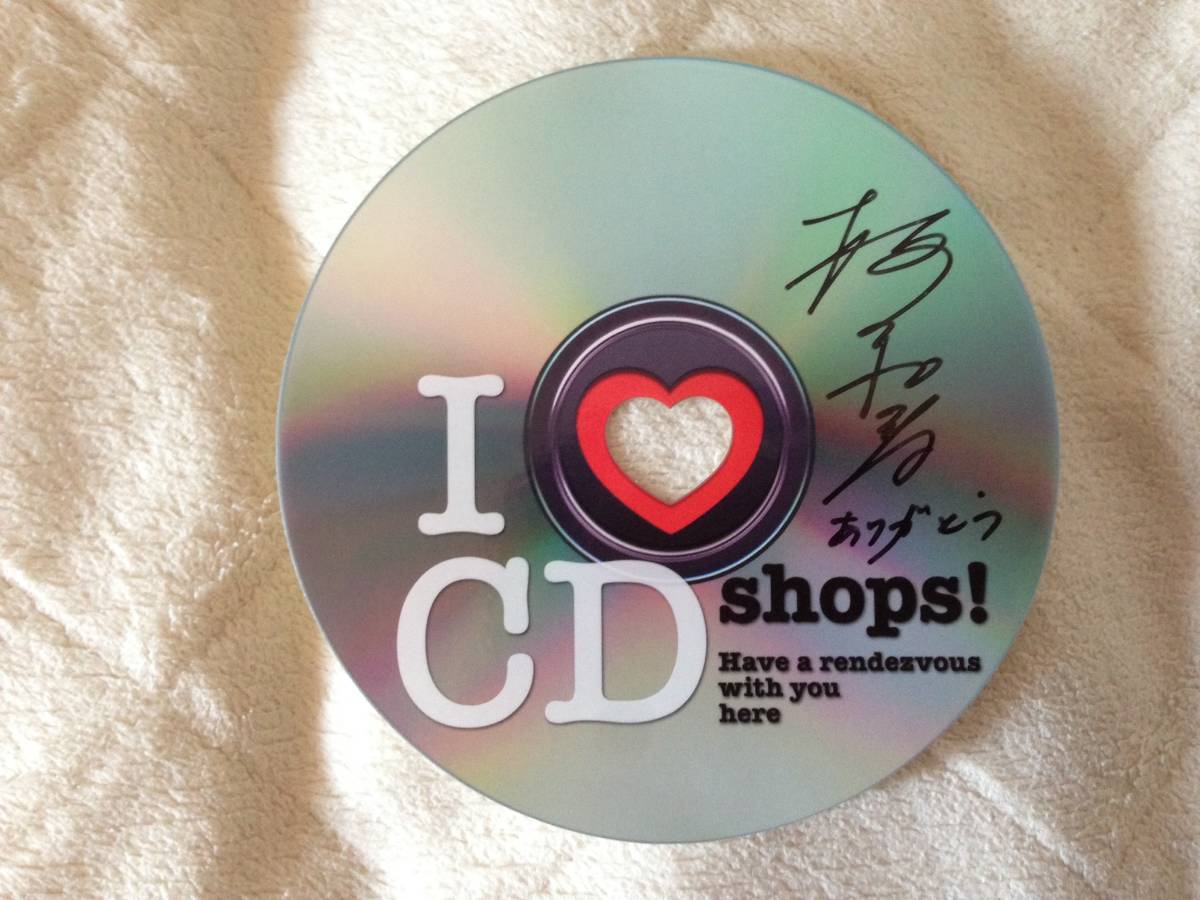 I
CD
shops!
Have a rendezvous
with you
here
ありがとう